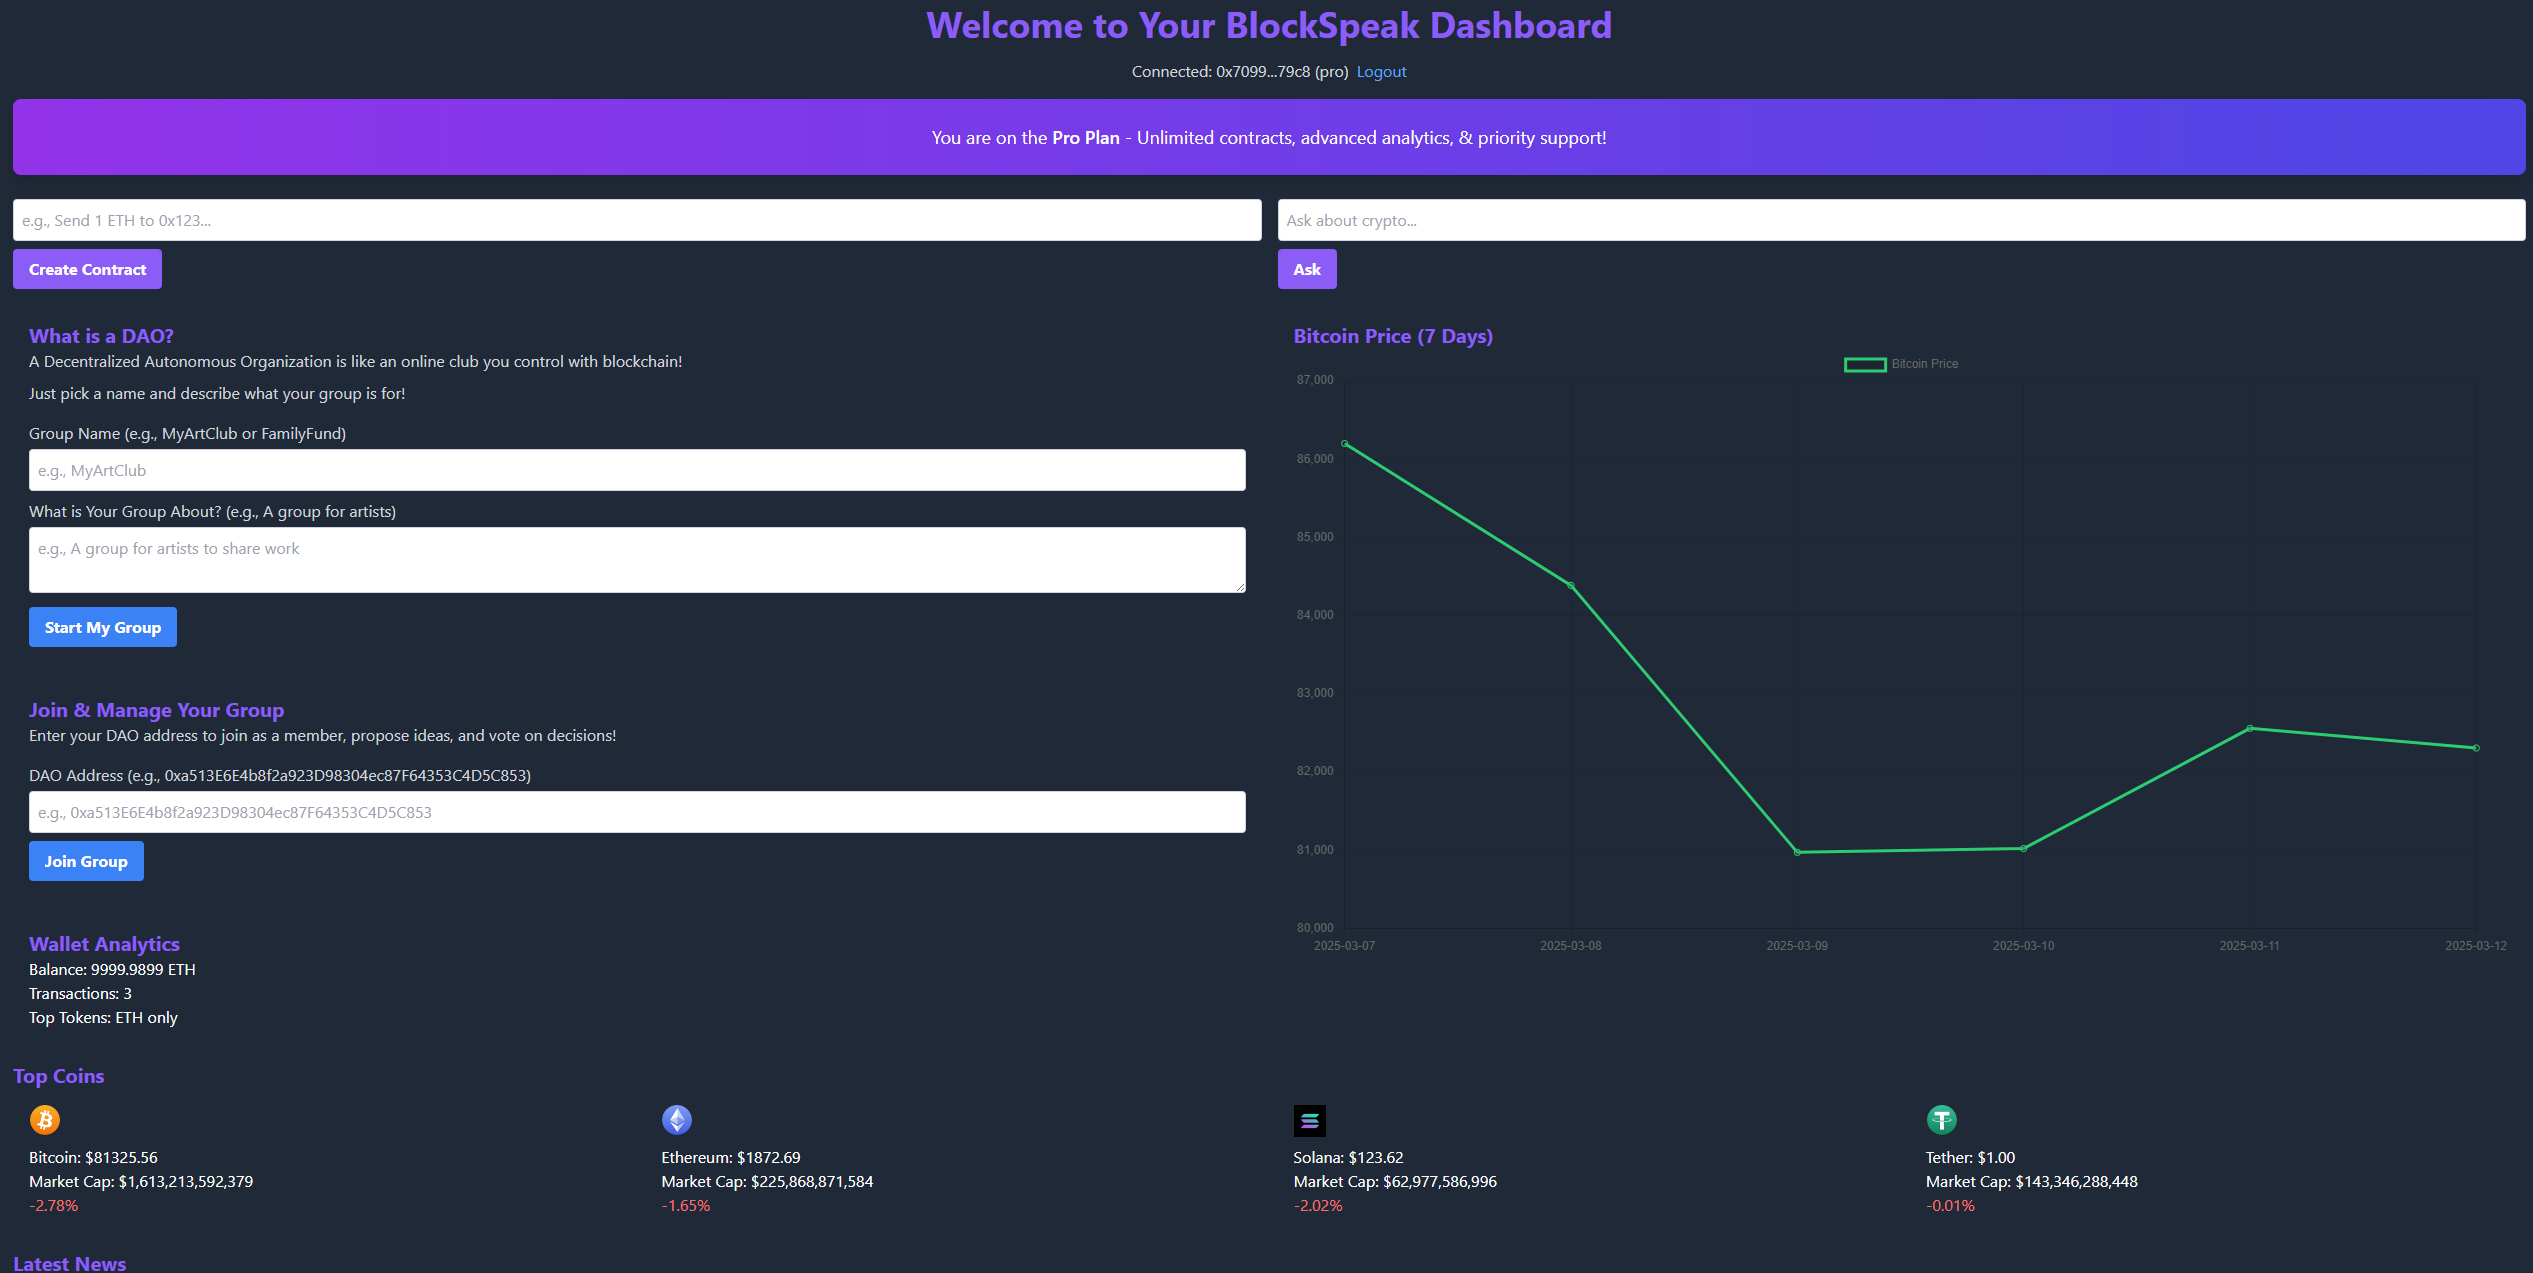 Welcome to Your BlockSpeak Dashboard
Connected: 0x7099...79c8 (pro) Logout
You are on the Pro Plan - Unlimited contracts, advanced analytics, & priority support!
e.g., Send 1 ETH to 0x123...
Create Contract
Ask about crypto...
Ask
What is a DAO?
A Decentralized Autonomous Organization is like an online club you control with blockchain!
Just pick a name and describe what your group is for!
Group Name (e.g., MyArtClub or FamilyFund)
e.g., MyArtClub
What is Your Group About? (e.g., A group for artists)
e.g., A group for artists to share work
Start My Group
Join & Manage Your Group
Enter your DAO address to join as a member, propose ideas, and vote on decisions!
DAO Address (e.g., 0xa513E6E4b8f2a923D98304ec87F64353C4D5C853)
e.g., 0xa513E6E4b8f2a923D98304ec87F64353C4D5C853
Join Group
Wallet Analytics
Balance: 9999.9899 ETH
Transactions: 3
Top Tokens: ETH only
Bitcoin Price (7 Days)
Bitcoin Price
87,000
86,000
85,000
84,000
83,000
82,000
81,000
80,000
2025-03-07 2025-03-08 2025-03-09 2025-03-10 2025-03-11 2025-03-12
Top Coins
Bitcoin: $81325.56
Market Cap: $1,613,213,592,379
-2.78%
Ethereum: $1872.69
Market Cap: $225,868,871,584
-1.65%
Solana: $123.62
Market Cap: $62,977,586,996
-2.02%
Tether: $1.00
Market Cap: $143,346,288,448
-0.01%
Latest News